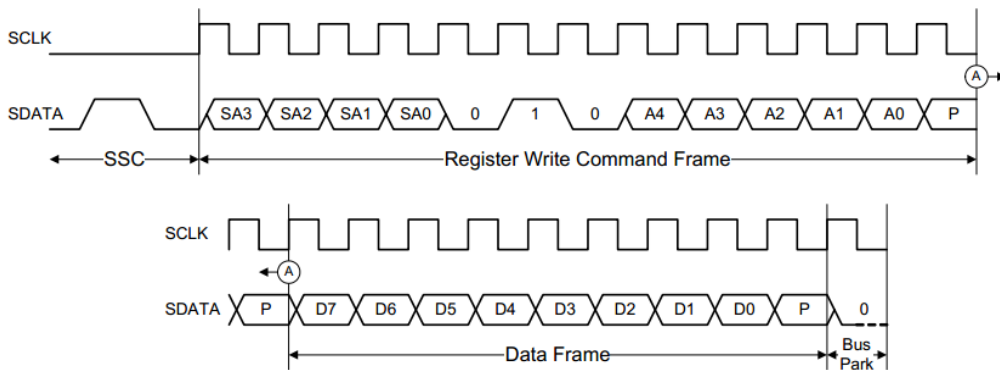 SCLK
A
SDATA SA3 SA2 SA1 SA0 0 1 0 A4 A3 A2 A1 A0 P
SSC Register Write Command Frame
SCLK
A
SDATA P D7 D6 D5 D4 D3 D2 D1 D0 P 0
Data Frame Bus
Park